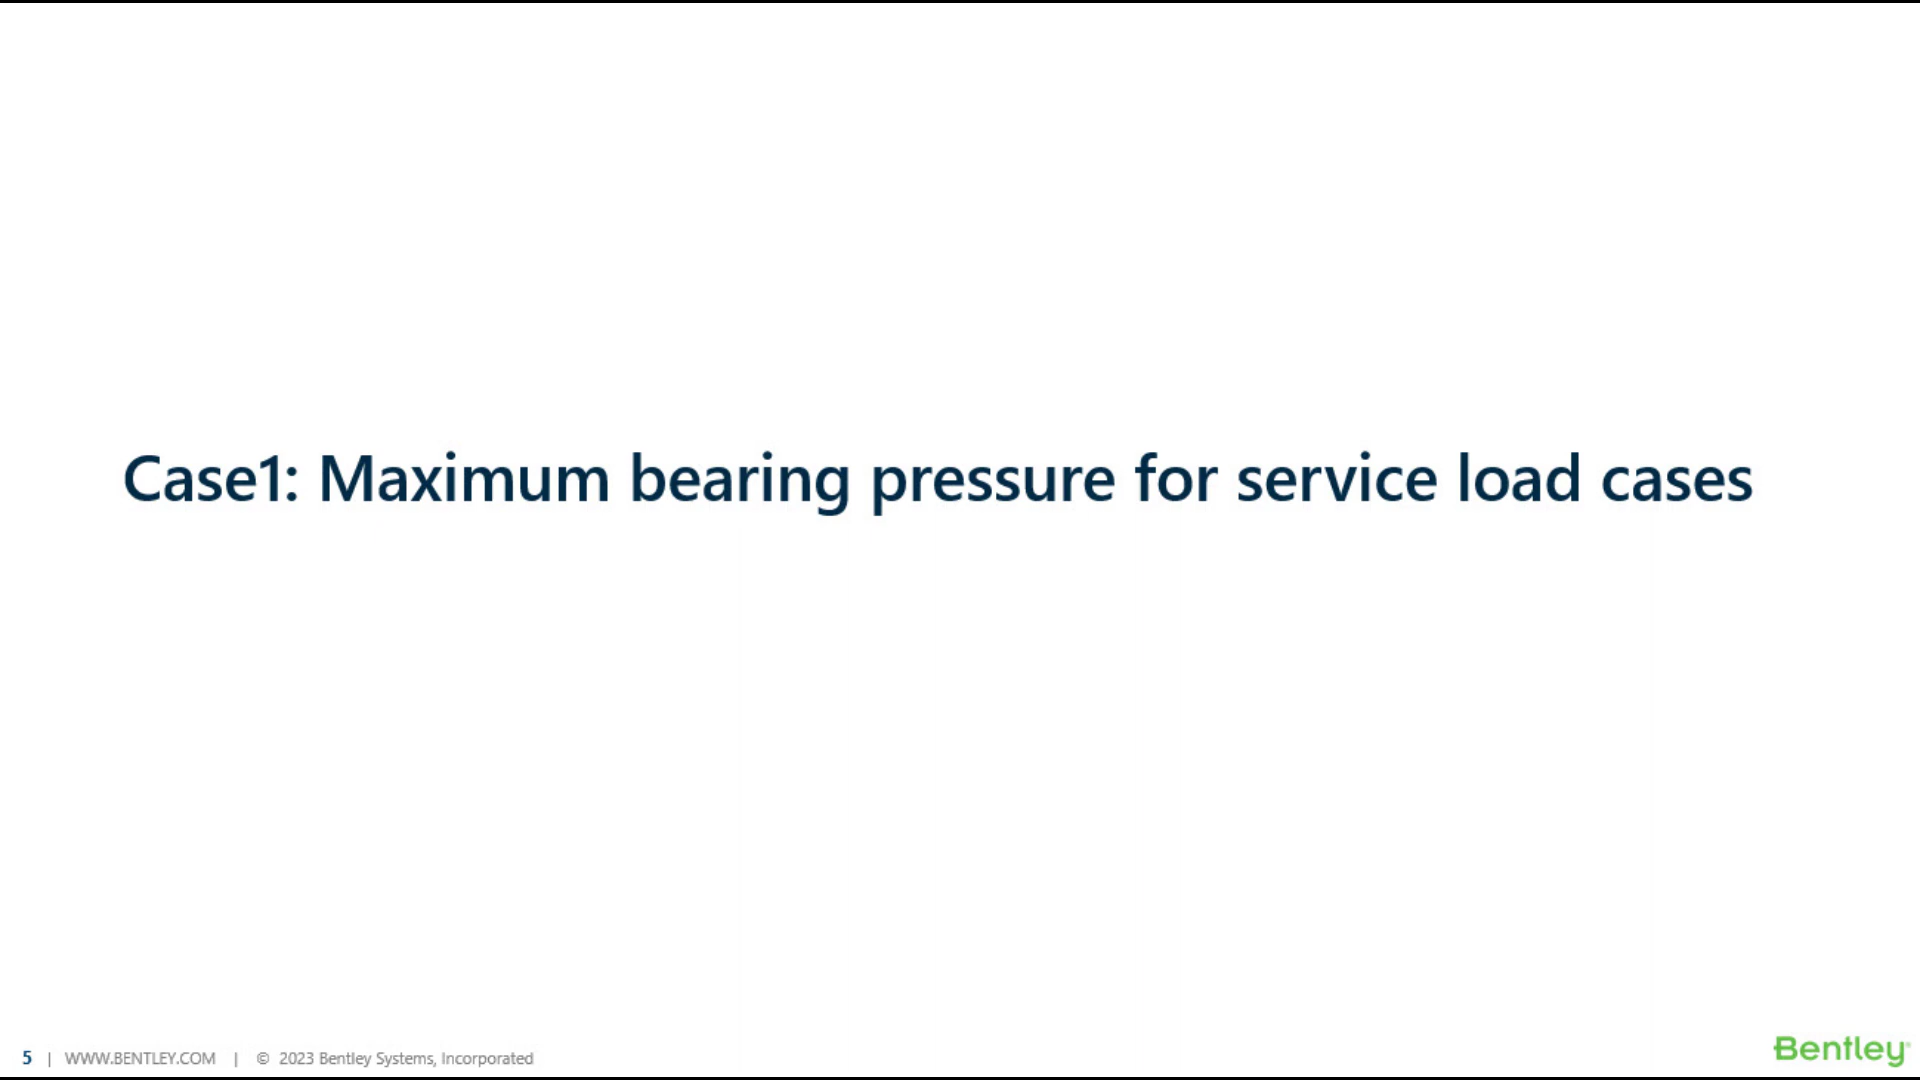 Case1: Maximum bearing pressure for service load cases
5 | WWW.BENTLEY.COM | © 2023 Bentley Systems, Incorporated
Bentley